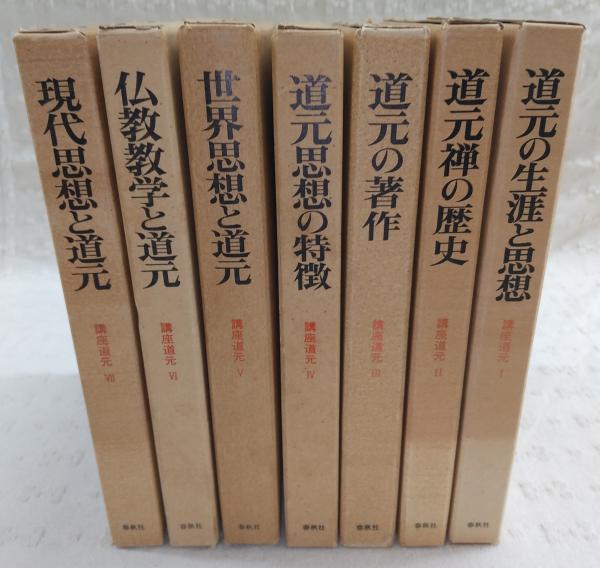 道元の生涯と思想
講座道元 I
春秋社
道元禅の歴史
講座道元 II
春秋社
道元の著作
講座道元 III
春秋社
道元思想の特徴
講座道元 IV
春秋社
世界思想と道元
講座道元 V
春秋社
仏教教学と道元
講座道元 VI
春秋社
現代思想と道元
講座道元 VII
春秋社